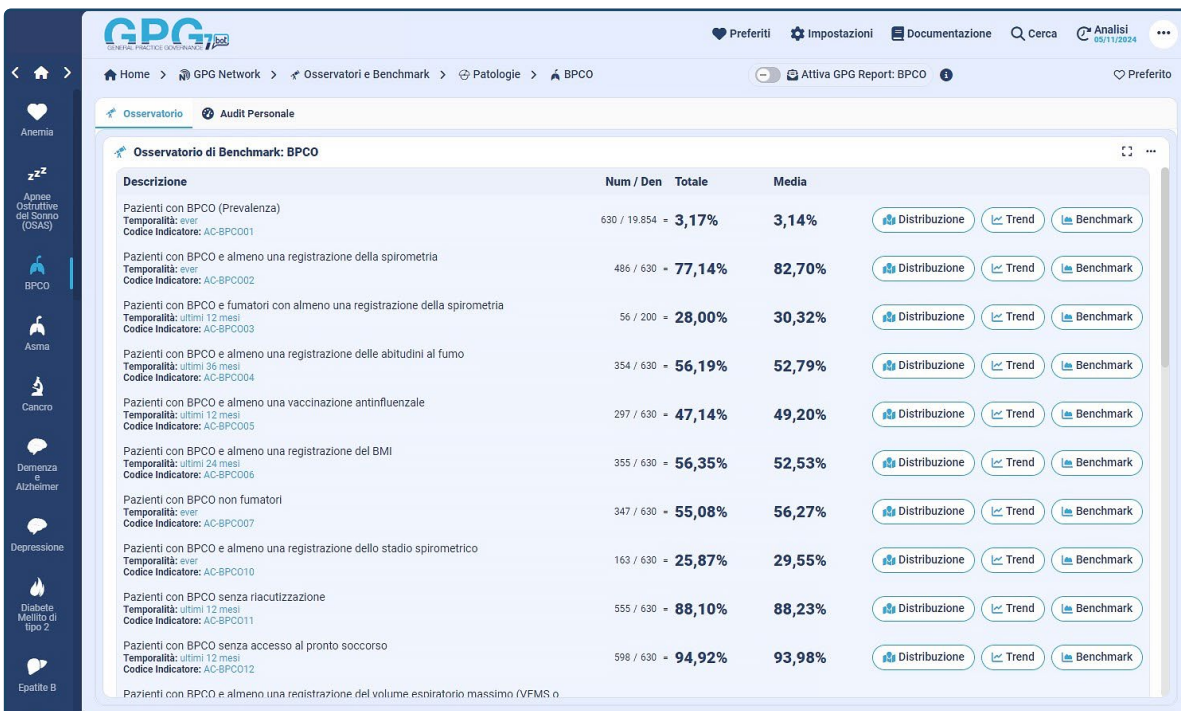 GPG 7 bot
GENERAL PRACTICE GOVERNANCE
Preferiti
Impostazioni
Documentazione
Cerca
Analisi
05/11/2024
Home > GPG Network > Osservatori e Benchmark > Patologie > BPCO
Attiva GPG Report: BPCO
Preferito
Anemia
Apnee
Ostruttive
del Sonno
(OSAS)
BPCO
Asma
Cancro
Demenza
e
Alzheimer
Depressione
Diabete
Mellito di
tipo 2
Epatite B
Osservatorio
Audit Personale
Osservatorio di Benchmark: BPCO
Descrizione Num / Den Totale Media
Pazienti con BPCO (Prevalenza)
Temporalità: ever
Codice Indicatore: AC-BPCO01
630 / 19.854 = 3,17% 3,14% Distribuzione Trend Benchmark
Pazienti con BPCO e almeno una registrazione della spirometria
Temporalità: ever
Codice Indicatore: AC-BPCO02
486 / 630 = 77,14% 82,70% Distribuzione Trend Benchmark
Pazienti con BPCO e fumatori con almeno una registrazione della spirometria
Temporalità: ultimi 12 mesi
Codice Indicatore: AC-BPCO03
56 / 200 = 28,00% 30,32% Distribuzione Trend Benchmark
Pazienti con BPCO e almeno una registrazione delle abitudini al fumo
Temporalità: ultimi 36 mesi
Codice Indicatore: AC-BPCO04
354 / 630 = 56,19% 52,79% Distribuzione Trend Benchmark
Pazienti con BPCO e almeno una vaccinazione antinfluenzale
Temporalità: ultimi 12 mesi
Codice Indicatore: AC-BPCO05
297 / 630 = 47,14% 49,20% Distribuzione Trend Benchmark
Pazienti con BPCO e almeno una registrazione del BMI
Temporalità: ultimi 24 mesi
Codice Indicatore: AC-BPCO06
355 / 630 = 56,35% 52,53% Distribuzione Trend Benchmark
Pazienti con BPCO non fumatori
Temporalità: ever
Codice Indicatore: AC-BPCO07
347 / 630 = 55,08% 56,27% Distribuzione Trend Benchmark
Pazienti con BPCO e almeno una registrazione dello stadio spirometrico
Temporalità: ever
Codice Indicatore: AC-BPCO10
163 / 630 = 25,87% 29,55% Distribuzione Trend Benchmark
Pazienti con BPCO senza riacutizzazione
Temporalità: ultimi 12 mesi
Codice Indicatore: AC-BPCO11
555 / 630 = 88,10% 88,23% Distribuzione Trend Benchmark
Pazienti con BPCO senza accesso al pronto soccorso
Temporalità: ultimi 12 mesi
Codice Indicatore: AC-BPCO12
598 / 630 = 94,92% 93,98% Distribuzione Trend Benchmark
Pazienti con BPCO e almeno una registrazione del volume espiratorio massimo (VEMS o